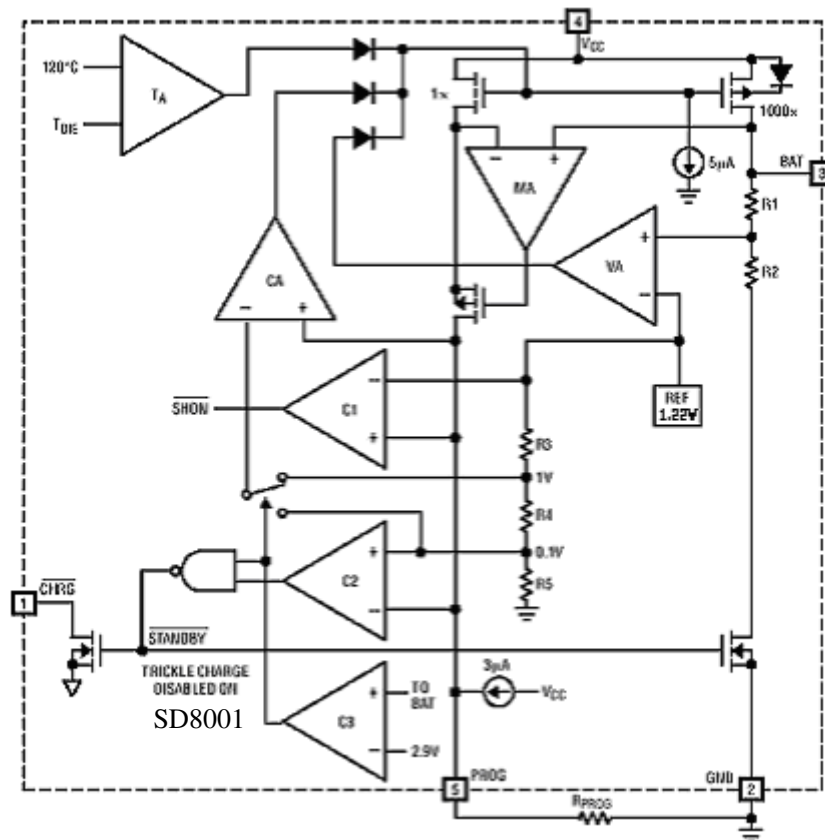 4
VCC
120°C
TA
TDIE
1x
1000x
5µA
BAT
3
MA
R1
VA
R2
CA
SHDN
C1
REF
1.22V
R3
1V
R4
0.1V
R5
C2
CHRG
1
STANDBY
TRICKLE CHARGE
DISABLED ON
SD8001
3µA
VCC
C3
TO
BAT
2.9V
PROG
5
GND
2
RPROG